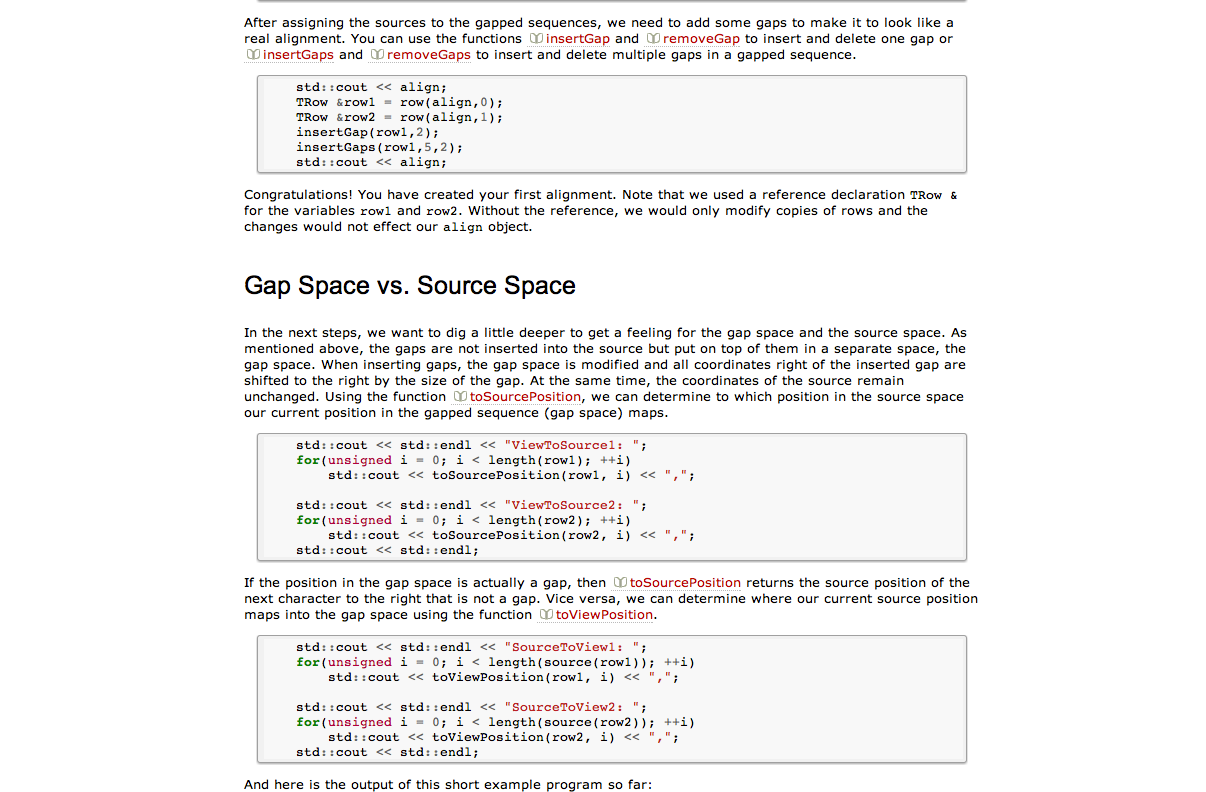 After assigning the sources to the gapped sequences, we need to add some gaps to make it to look like a
real alignment. You can use the functions insertGap and removeGap to insert and delete one gap or
insertGaps and removeGaps to insert and delete multiple gaps in a gapped sequence.
std::cout << align;
TRow &row1 = row(align,0);
TRow &row2 = row(align,1);
insertGap(row1,2);
insertGaps(row1,5,2);
std::cout << align;
Congratulations! You have created your first alignment. Note that we used a reference declaration TRow &
for the variables row1 and row2. Without the reference, we would only modify copies of rows and the
changes would not effect our align object.
Gap Space vs. Source Space
In the next steps, we want to dig a little deeper to get a feeling for the gap space and the source space. As
mentioned above, the gaps are not inserted into the source but put on top of them in a separate space, the
gap space. When inserting gaps, the gap space is modified and all coordinates right of the inserted gap are
shifted to the right by the size of the gap. At the same time, the coordinates of the source remain
unchanged. Using the function toSourcePosition, we can determine to which position in the source space
our current position in the gapped sequence (gap space) maps.
std::cout << std::endl << "ViewToSource1: ";
for(unsigned i = 0; i < length(row1); ++i)
    std::cout << toSourcePosition(row1, i) << ",";
std::cout << std::endl << "ViewToSource2: ";
for(unsigned i = 0; i < length(row2); ++i)
    std::cout << toSourcePosition(row2, i) << ",";
std::cout << std::endl;
If the position in the gap space is actually a gap, then toSourcePosition returns the source position of the
next character to the right that is not a gap. Vice versa, we can determine where our current source position
maps into the gap space using the function toViewPosition.
std::cout << std::endl << "SourceToView1: ";
for(unsigned i = 0; i < length(source(row1)); ++i)
    std::cout << toViewPosition(row1, i) << ",";
std::cout << std::endl << "SourceToView2: ";
for(unsigned i = 0; i < length(source(row2)); ++i)
    std::cout << toViewPosition(row2, i) << ",";
std::cout << std::endl;
And here is the output of this short example program so far: